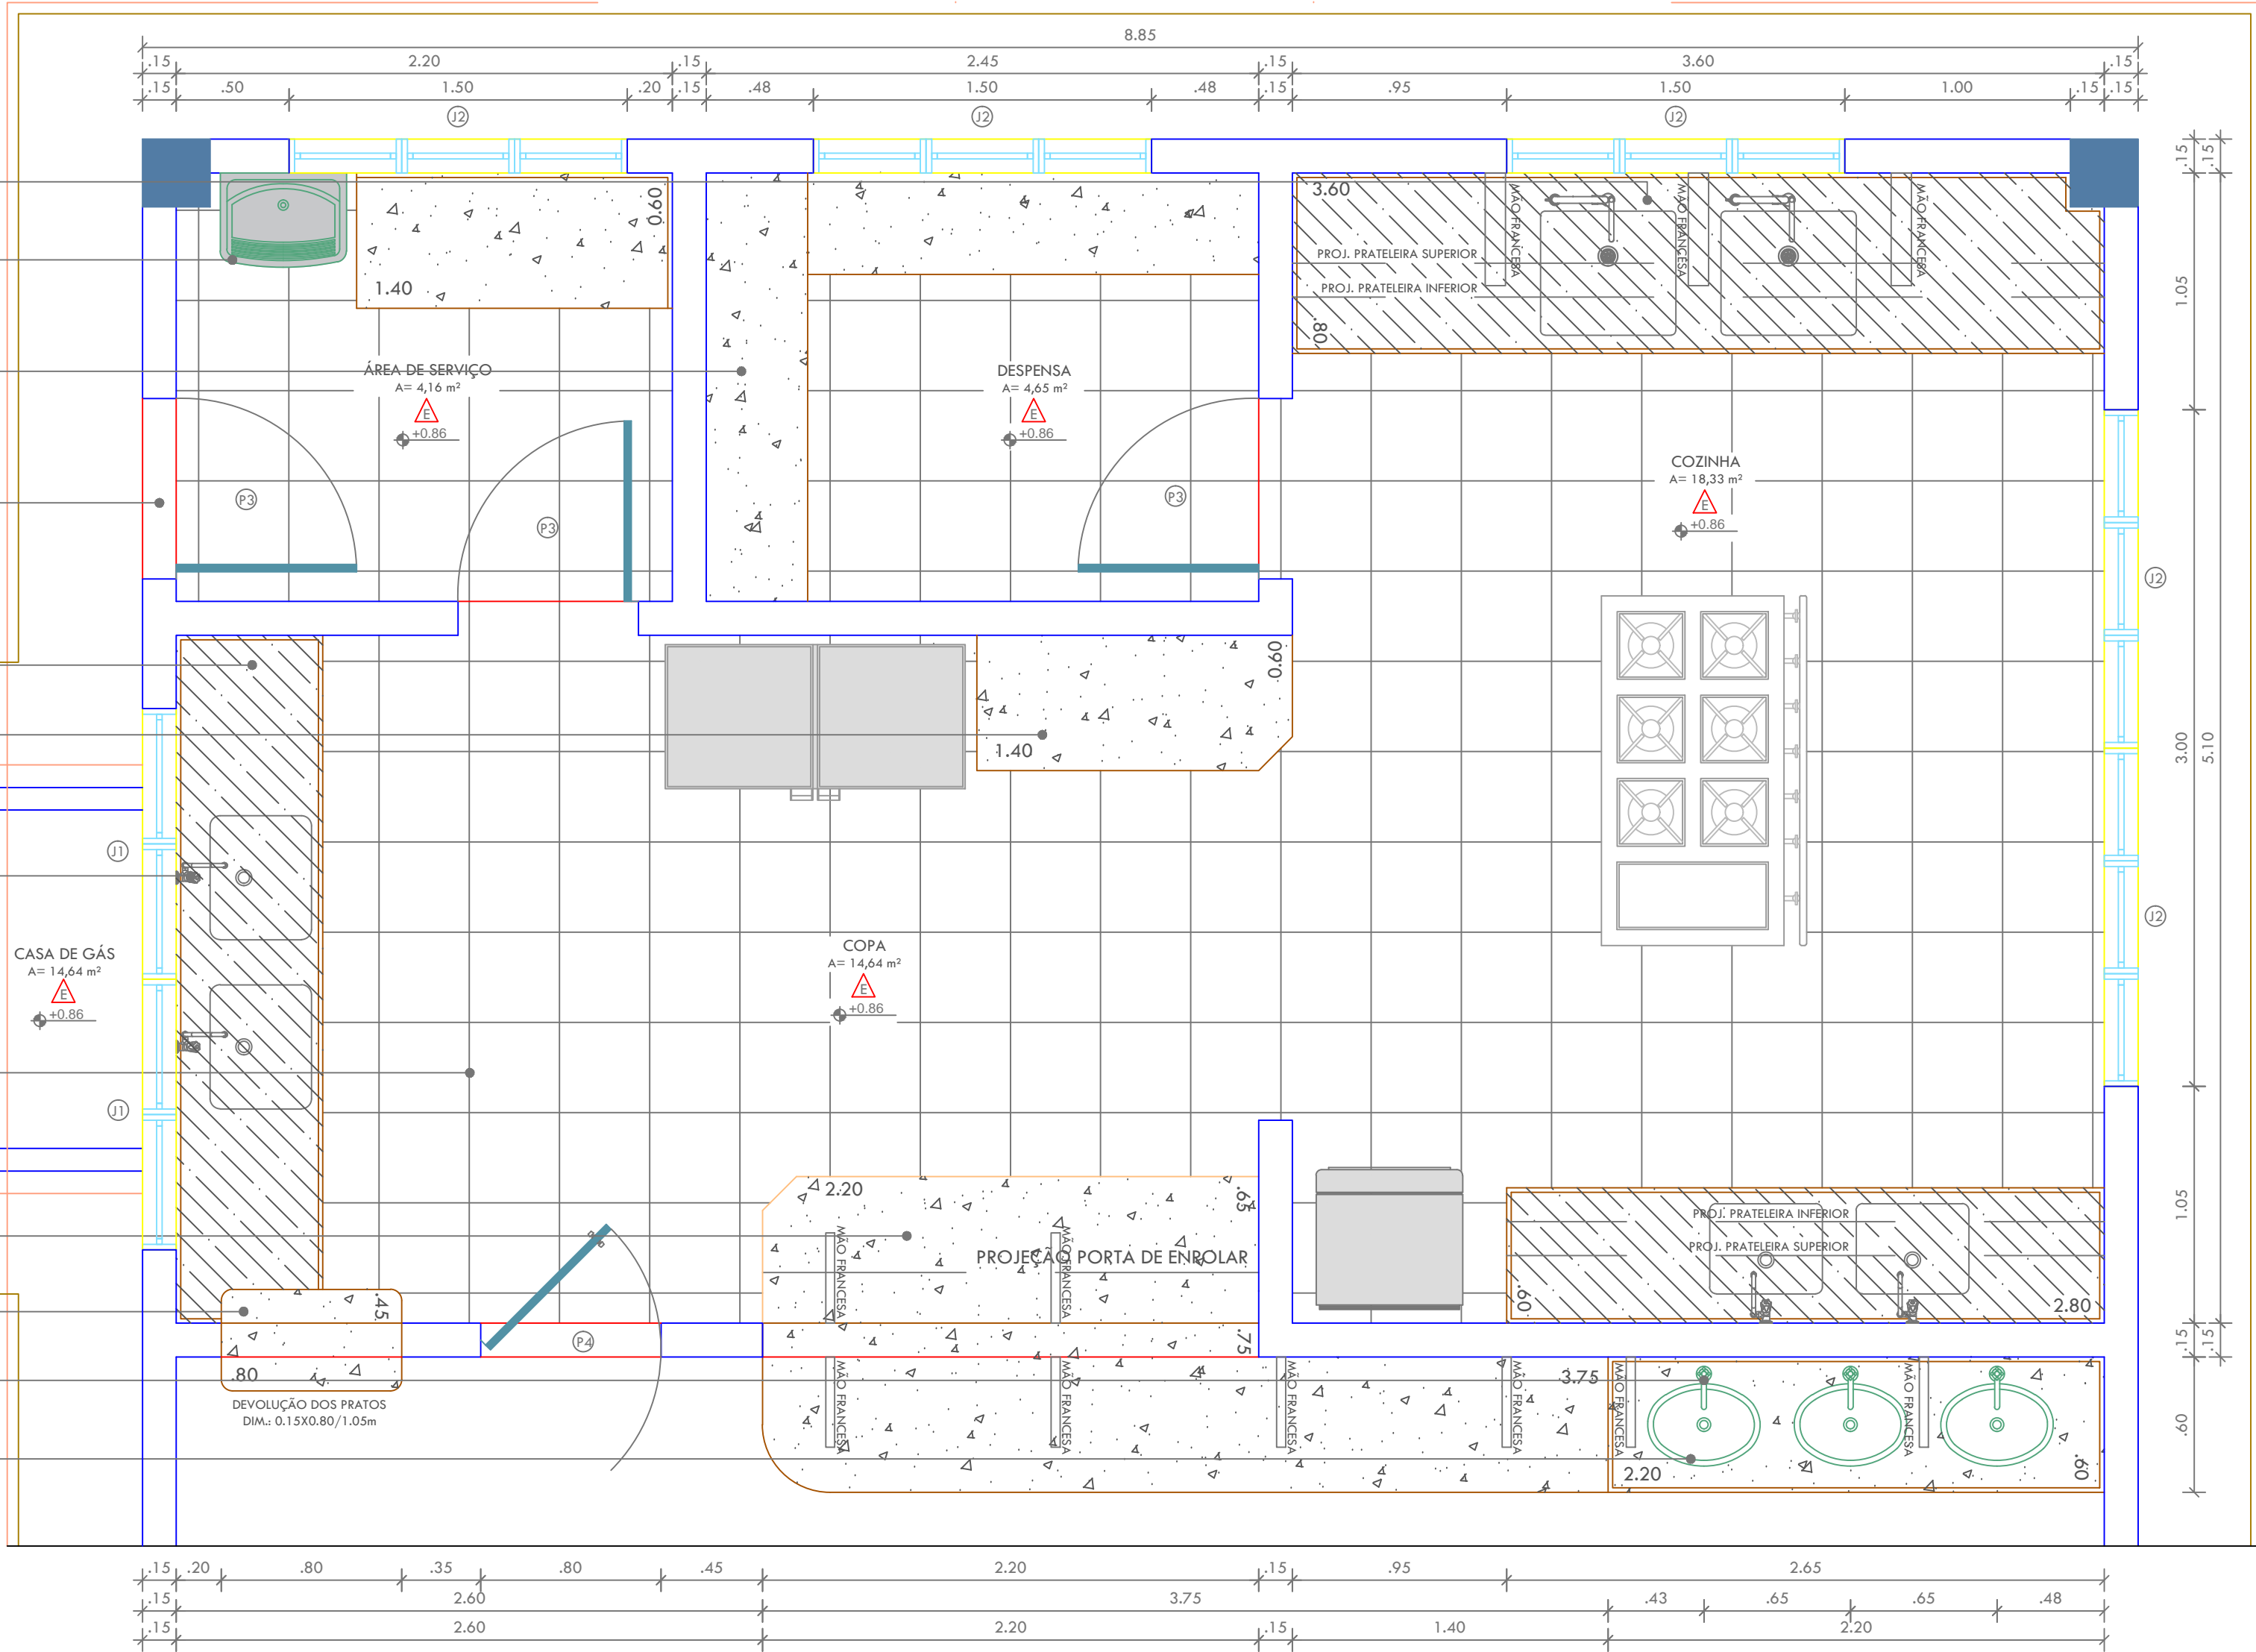 8.85
.15 2.20 .15 2.45 .15 3.60 .15
.15 .50 1.50 .20 .15 .48 1.50 .48 .15 .95 1.50 1.00 .15 .15
J2 J2 J2
.15 .15
0.60
1.40
3.60
MÃO FRANCESA
MÃO FRANCESA
MÃO FRANCESA
PROJ. PRATELEIRA SUPERIOR
PROJ. PRATELEIRA INFERIOR
.80
1.05
ÁREA DE SERVIÇO
A= 4,16 m²
E
+0.86
DESPENSA
A= 4,65 m²
E
+0.86
COZINHA
A= 18,33 m²
E
+0.86
P3
P3
P3
J2
0.60
1.40
3.00
5.10
J1
J2
CASA DE GÁS
A= 14,64 m²
E
+0.86
COPA
A= 14,64 m²
E
+0.86
J1
2.20
.65
MÃO FRANCESA
MÃO FRANCESA
PROJEÇÃO PORTA DE ENROLAR
PROJ. PRATELEIRA INFERIOR
PROJ. PRATELEIRA SUPERIOR
.60
2.80
1.05
.45
.80
P4
.75
.15 .15
DEVOLUÇÃO DOS PRATOS
DIM.: 0.15X0.80/1.05m
MÃO FRANCESA
MÃO FRANCESA
MÃO FRANCESA
MÃO FRANCESA
3.75
MÃO FRANCESA
MÃO FRANCESA
2.20
.60
.60
.15 .20 .80 .35 .80 .45 2.20 .15 .95 2.65
.15 2.60 3.75 .43 .65 .65 .48
.15 2.60 2.20 .15 1.40 2.20